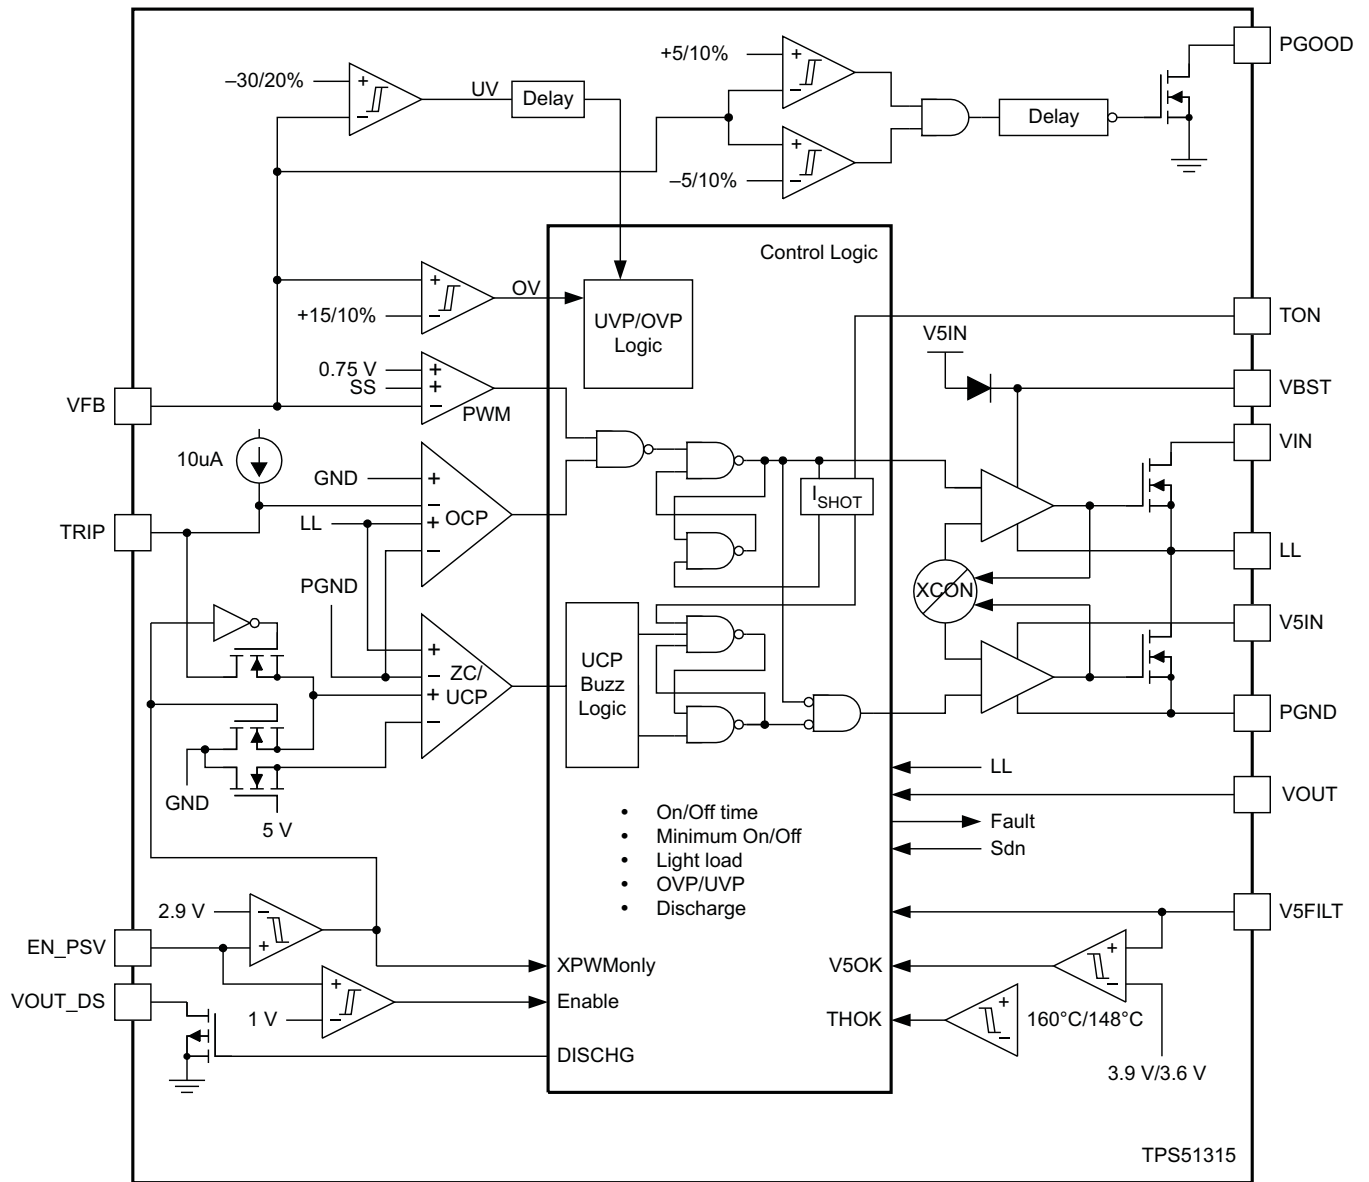 PGOOD
+5/10%
–30/20%
+
–
UV
Delay
+
–
Delay
+
–
–5/10%
Control Logic
+
–
OV
+15/10%
UVP/OVP
Logic
TON
V5IN
VBST
0.75 V
+
SS
+
–
PWM
VFB
VIN
10uA
GND
+
–
LL
+
OCP
–
TRIP
ISHOT
LL
PGND
XCON
V5IN
+
–
ZC/
UCP
+
–
UCP
Buzz
Logic
PGND
GND
5 V
LL
VOUT
Fault
Sdn
• On/Off time
• Minimum On/Off
• Light load
• OVP/UVP
• Discharge
2.9 V
–
+
V5FILT
EN_PSV
+
–
XPWMonly
V5OK
VOUT_DS
+
–
1 V
Enable
THOK
+
–
160°C/148°C
DISCHG
3.9 V/3.6 V
TPS51315